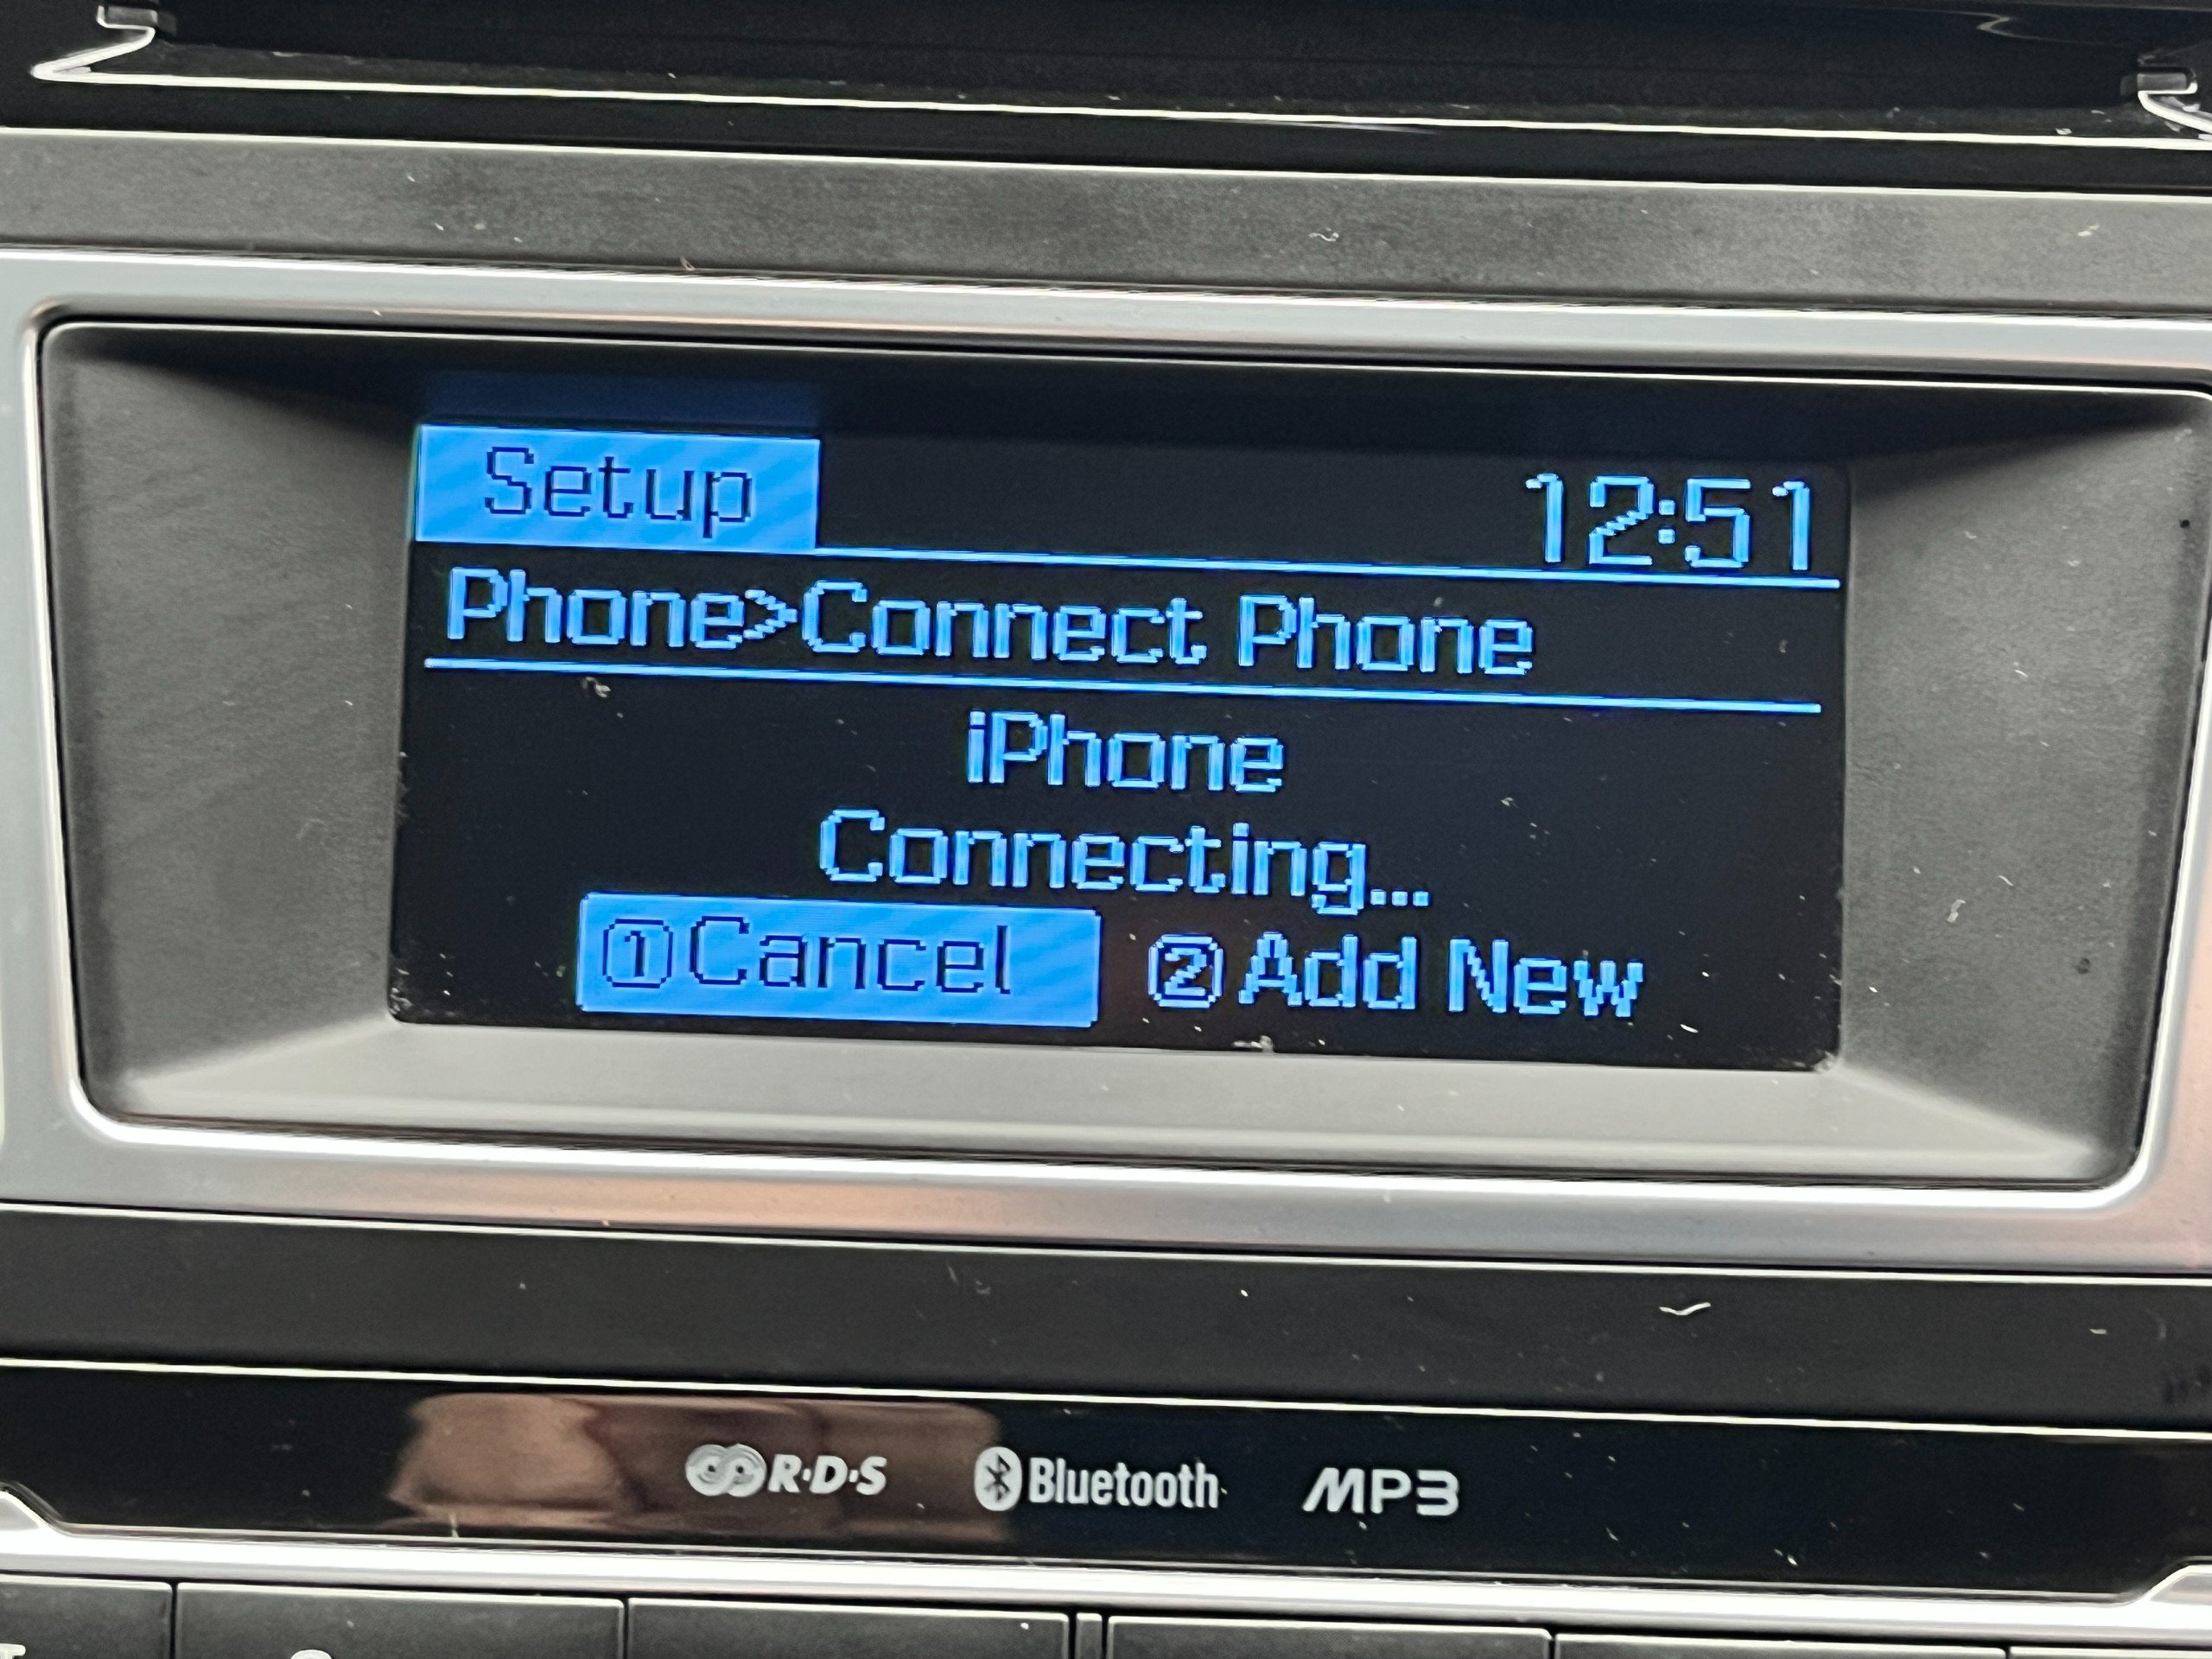 Setup 12:51
Phone>Connect Phone
iPhone
Connecting...
①Cancel ②Add New
R·D·S Bluetooth MP3